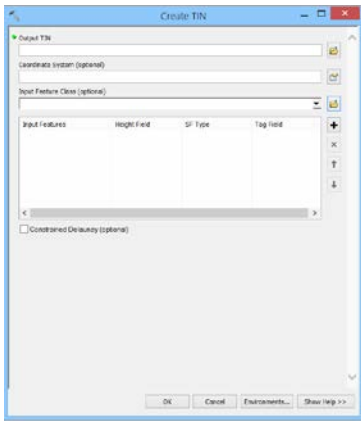 Create TIN
Output TIN
Coordinate System (optional)
Input Feature Class (optional)
Input Features Height Field SF Type Tag Field
Constrained Delaunay (optional)
OK Cancel Environments... Show Help >>